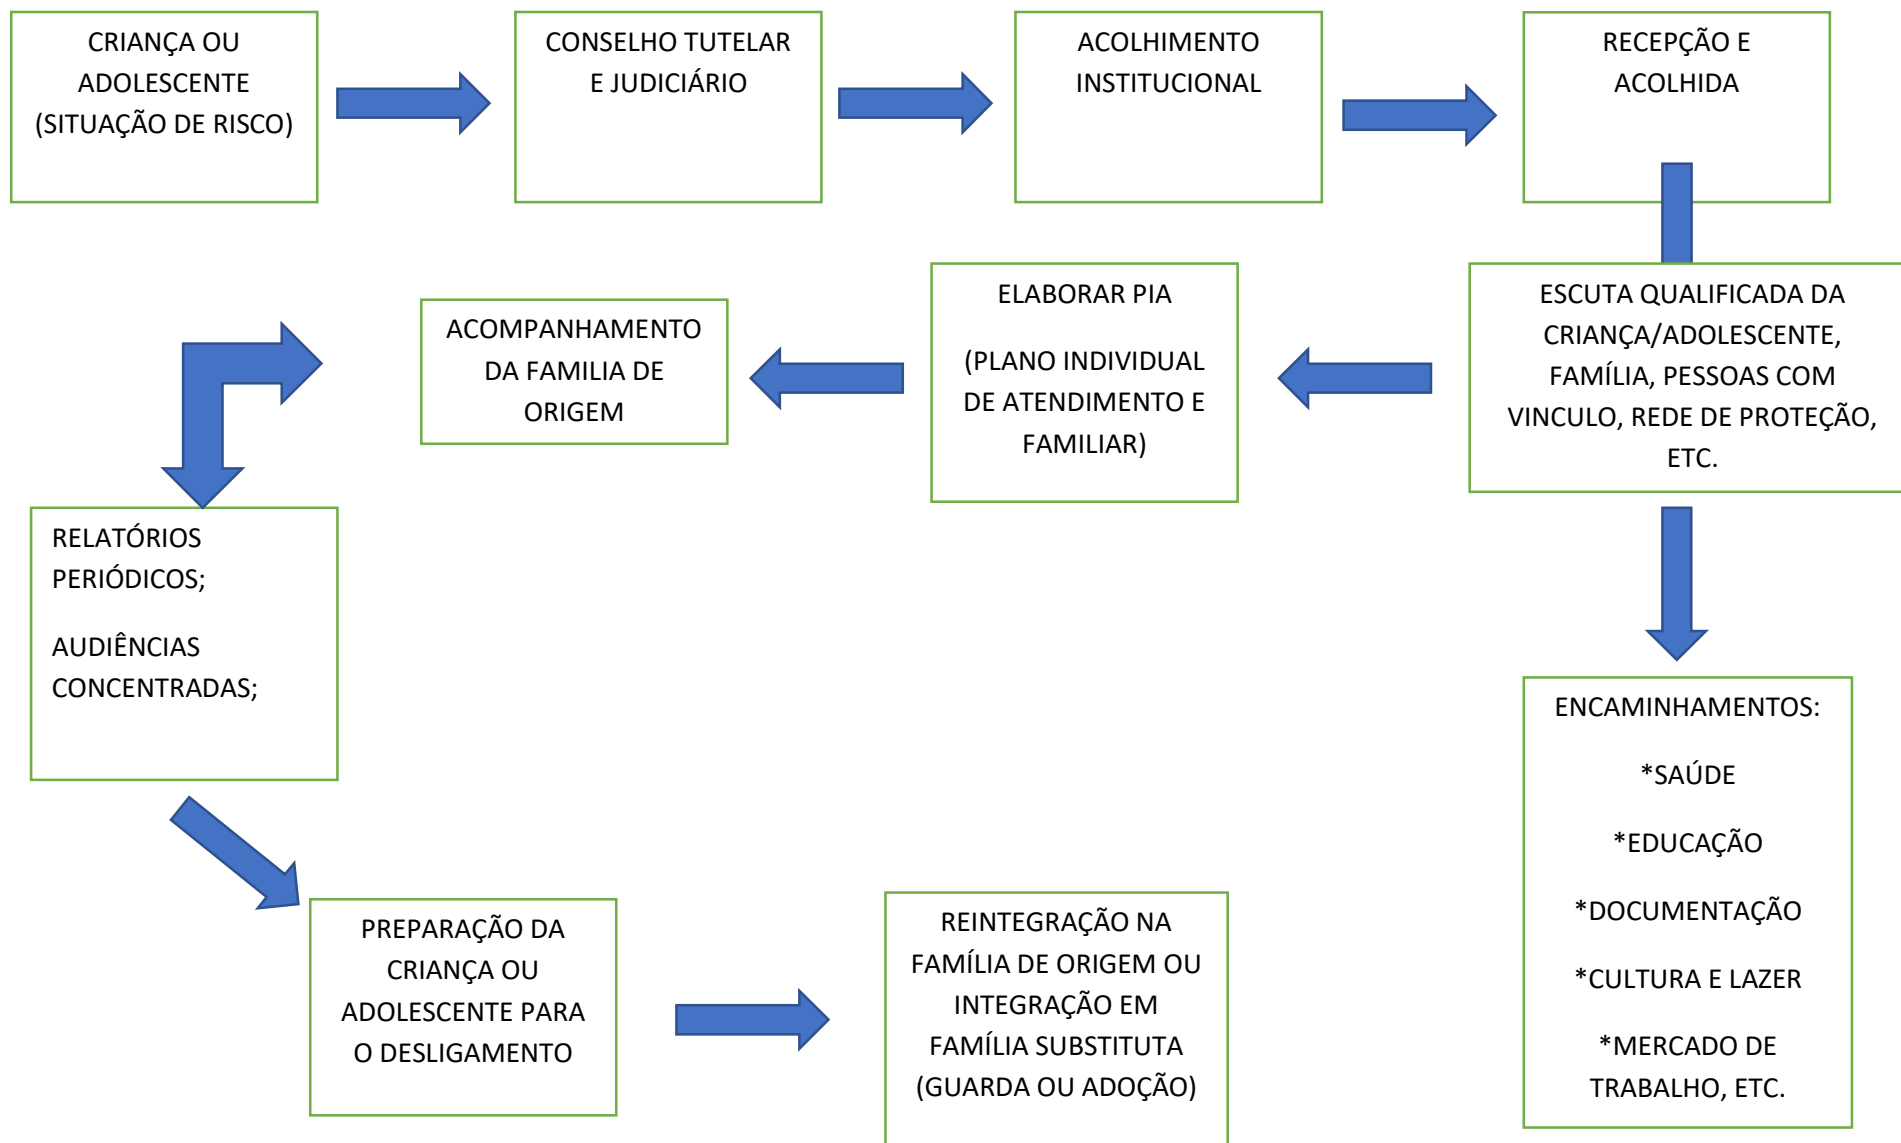 CRIANÇA OU
ADOLESCENTE
(SITUAÇÃO DE RISCO)
CONSELHO TUTELAR
E JUDICIÁRIO
ACOLHIMENTO
INSTITUCIONAL
RECEPÇÃO E
ACOLHIDA
ESCUTA QUALIFICADA DA
CRIANÇA/ADOLESCENTE,
FAMÍLIA, PESSOAS COM
VINCULO, REDE DE PROTEÇÃO,
ETC.
ELABORAR PIA
(PLANO INDIVIDUAL
DE ATENDIMENTO E
FAMILIAR)
ACOMPANHAMENTO
DA FAMILIA DE
ORIGEM
RELATÓRIOS
PERIÓDICOS;
AUDIÊNCIAS
CONCENTRADAS;
ENCAMINHAMENTOS:
*SAÚDE
*EDUCAÇÃO
*DOCUMENTAÇÃO
*CULTURA E LAZER
*MERCADO DE
TRABALHO, ETC.
PREPARAÇÃO DA
CRIANÇA OU
ADOLESCENTE PARA
O DESLIGAMENTO
REINTEGRAÇÃO NA
FAMÍLIA DE ORIGEM OU
INTEGRAÇÃO EM
FAMÍLIA SUBSTITUTA
(GUARDA OU ADOÇÃO)